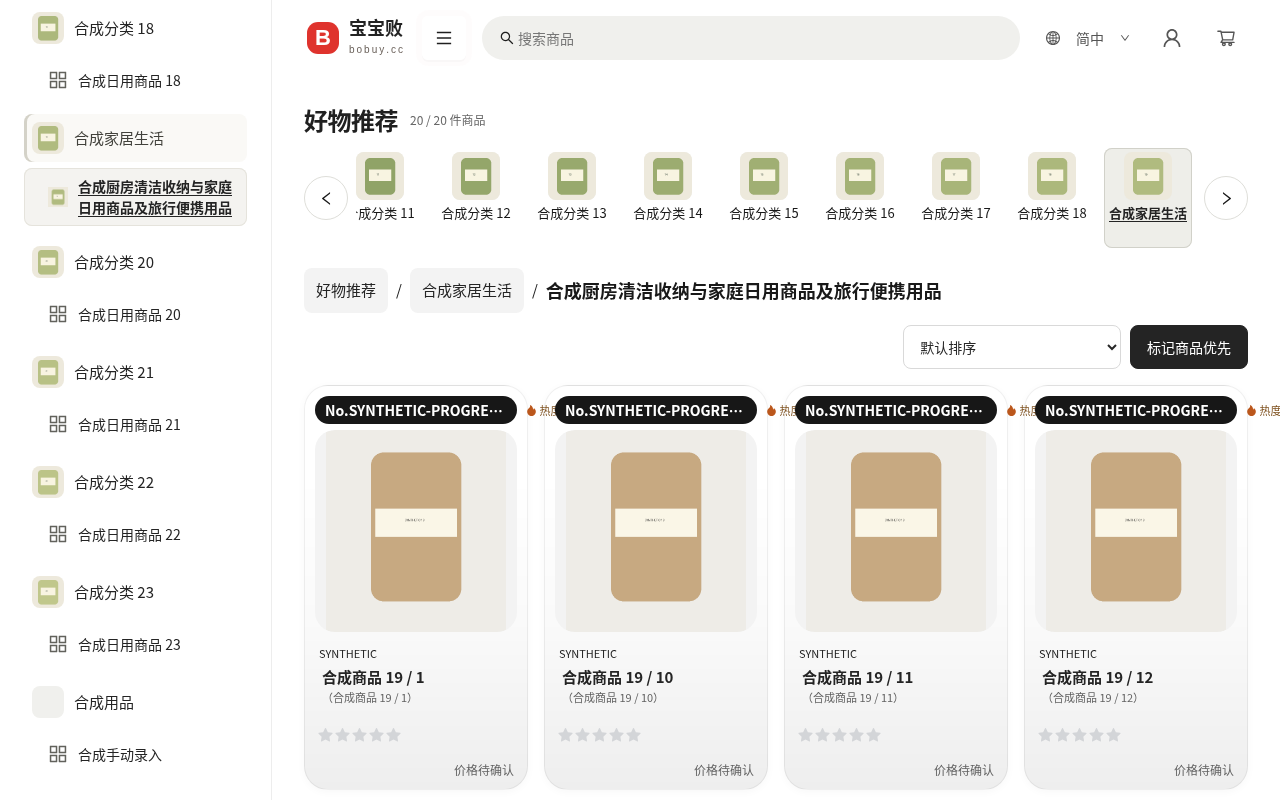 合成分类 18
合成日用商品 18
合成家居生活
合成厨房清洁收纳与家庭
日用商品及旅行便携用品
合成分类 20
合成日用商品 20
合成分类 21
合成日用商品 21
合成分类 22
合成日用商品 22
合成分类 23
合成日用商品 23
合成用品
合成手动录入
B 宝宝败
bobuy.cc
搜索商品
简中
好物推荐 20 / 20 件商品
成分类 11 合成分类 12 合成分类 13 合成分类 14 合成分类 15 合成分类 16 合成分类 17 合成分类 18 合成家居生活
好物推荐 / 合成家居生活 / 合成厨房清洁收纳与家庭日用商品及旅行便携用品
默认排序 标记商品优先
No.SYNTHETIC-PROGRE… 热度 No.SYNTHETIC-PROGRE… 热度 No.SYNTHETIC-PROGRE… 热度 No.SYNTHETIC-PROGRE… 热度
SYNTHETIC SYNTHETIC SYNTHETIC SYNTHETIC
合成商品 19 / 1 合成商品 19 / 10 合成商品 19 / 11 合成商品 19 / 12
（合成商品 19 / 1） （合成商品 19 / 10） （合成商品 19 / 11） （合成商品 19 / 12）
价格待确认 价格待确认 价格待确认 价格待确认